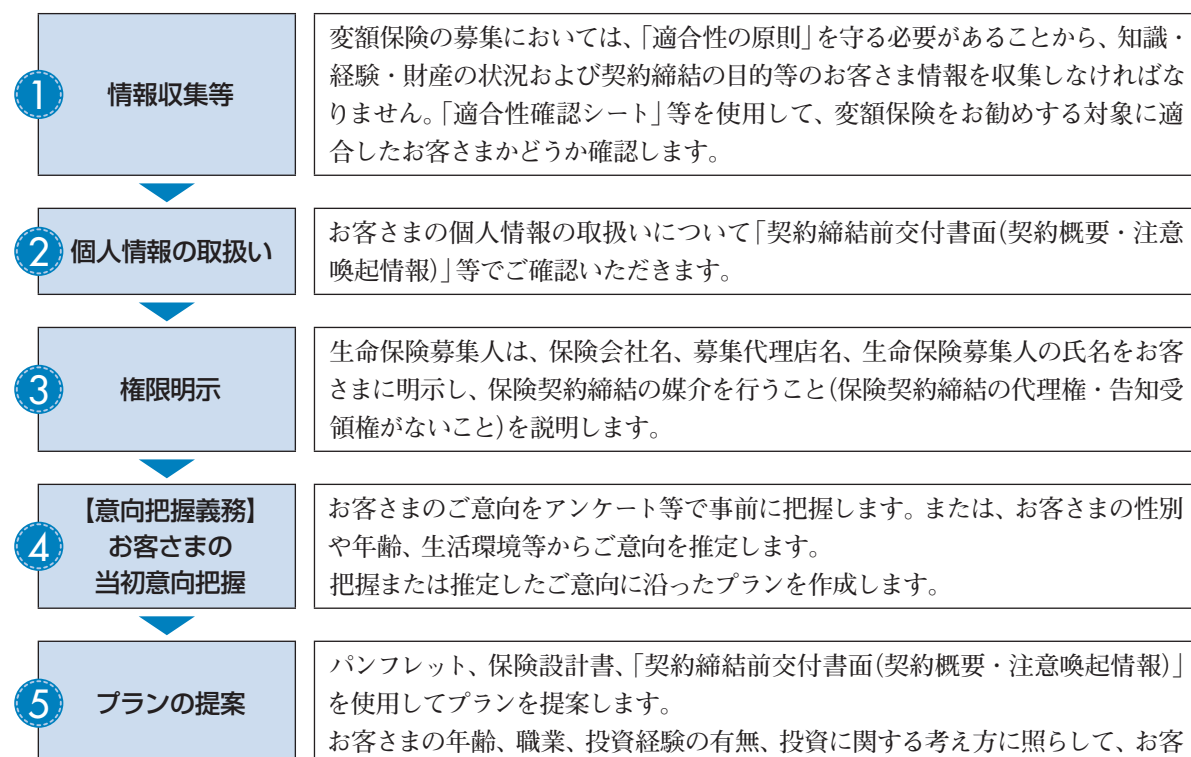 1
情報収集等
変額保険の募集においては、「適合性の原則」を守る必要があることから、知識・
経験・財産の状況および契約締結の目的等のお客さま情報を収集しなければな
りません。「適合性確認シート」等を使用して、変額保険をお勧めする対象に適
合したお客さまかどうか確認します。
2
個人情報の取扱い
お客さまの個人情報の取扱いについて「契約締結前交付書面(契約概要・注意
喚起情報)」等でご確認いただきます。
3
権限明示
生命保険募集人は、保険会社名、募集代理店名、生命保険募集人の氏名をお客
さまに明示し、保険契約締結の媒介を行うこと(保険契約締結の代理権・告知受
領権がないこと)を説明します。
4
【意向把握義務】
お客さまの
当初意向把握
お客さまのご意向をアンケート等で事前に把握します。または、お客さまの性別
や年齢、生活環境等からご意向を推定します。
把握または推定したご意向に沿ったプランを作成します。
5
プランの提案
パンフレット、保険設計書、「契約締結前交付書面(契約概要・注意喚起情報)」
を使用してプランを提案します。
お客さまの年齢、職業、投資経験の有無、投資に関する考え方に照らして、お客